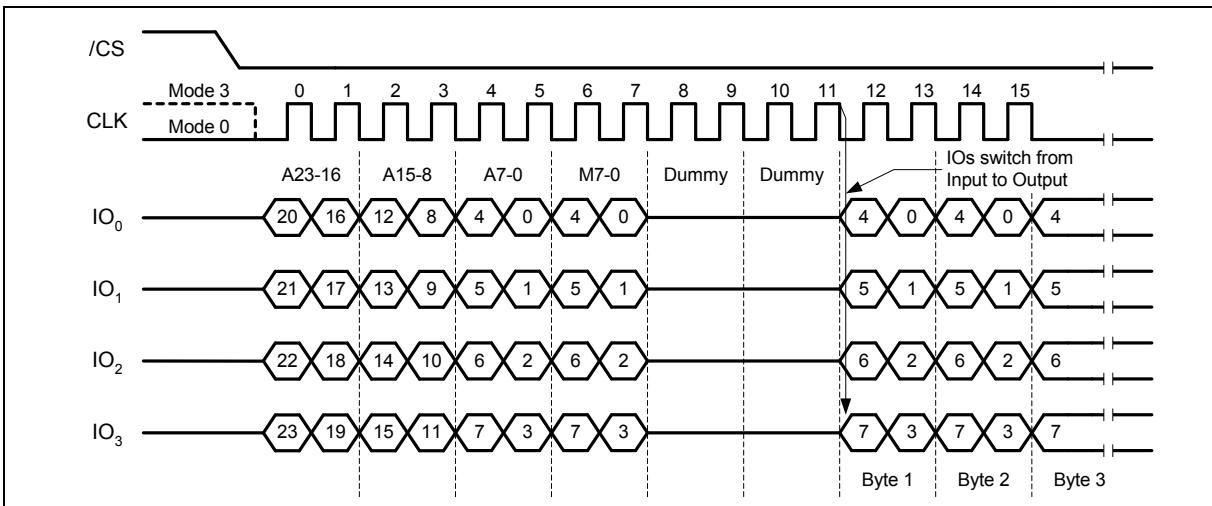 /CS
Mode 3 0 1 2 3 4 5 6 7 8 9 10 11 12 13 14 15
CLK
Mode 0
IOs switch from
Input to Output
A23-16 A15-8 A7-0 M7-0 Dummy Dummy
IO0 20 16 12 8 4 0 4 0 4 0 4 0 4
IO1 21 17 13 9 5 1 5 1 5 1 5 1 5
IO2 22 18 14 10 6 2 6 2 6 2 6 2 6
IO3 23 19 15 11 7 3 7 3 7 3 7 3 7
Byte 1 Byte 2 Byte 3